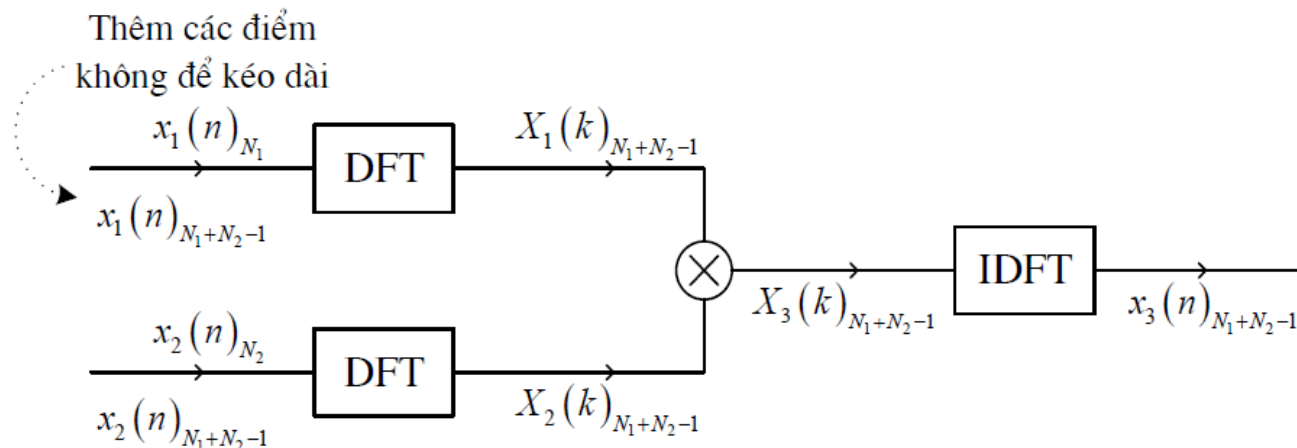 Thêm các điểm
không để kéo dài
x₁(n)_{N₁}
DFT
X₁(k)_{N₁+N₂−1}
x₁(n)_{N₁+N₂−1}
IDFT
X₃(k)_{N₁+N₂−1}
x₃(n)_{N₁+N₂−1}
x₂(n)_{N₂}
DFT
X₂(k)_{N₁+N₂−1}
x₂(n)_{N₁+N₂−1}